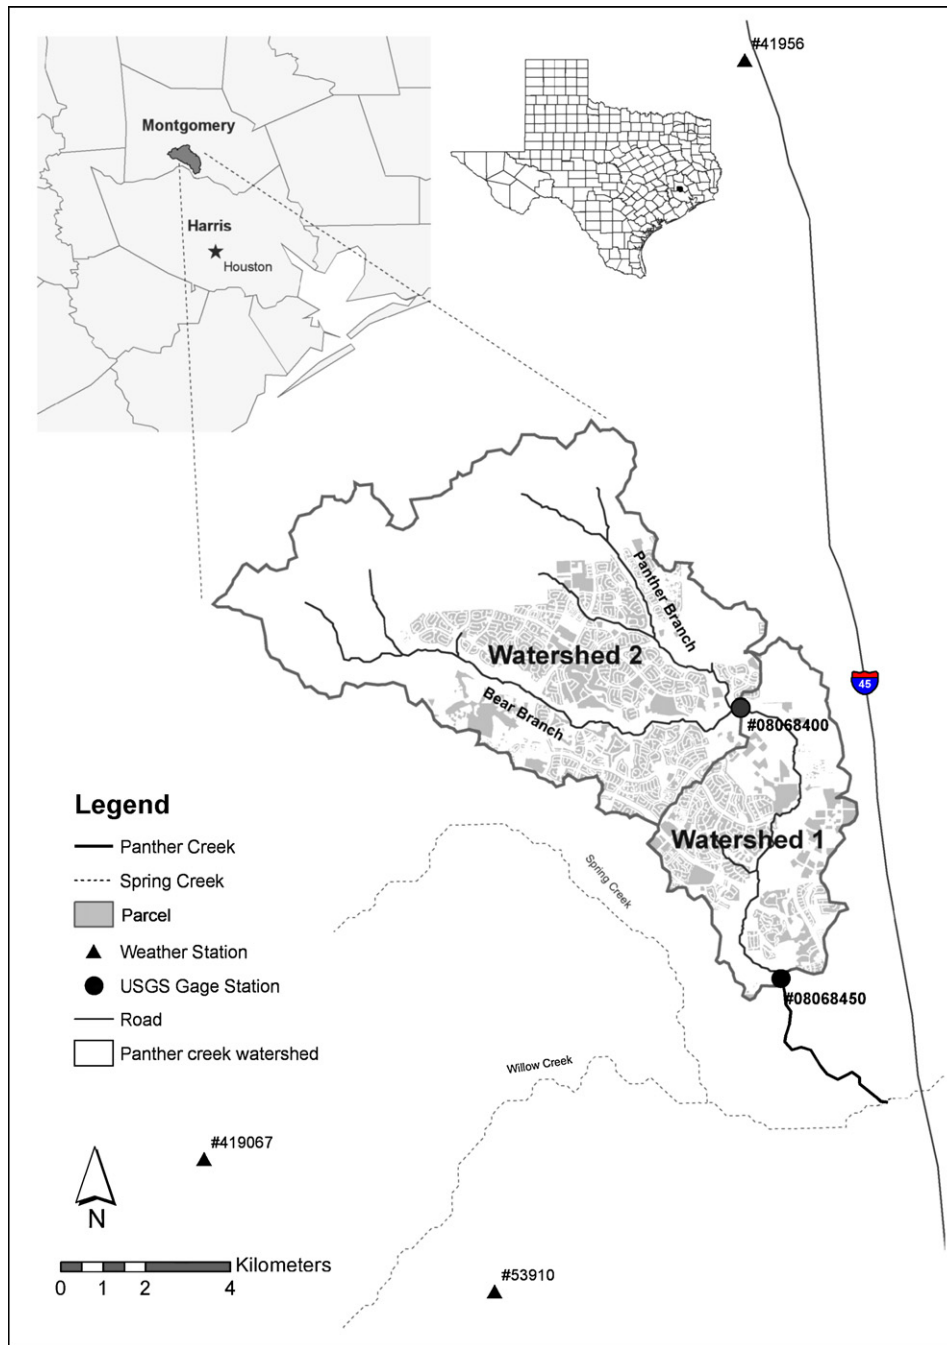 #41956
Montgomery
Harris
Houston
Panther Branch
Watershed 2
Bear Branch
45
#08068400
Legend
Panther Creek
Spring Creek
Parcel
Weather Station
USGS Gage Station
Road
Panther creek watershed
Watershed 1
Spring Creek
#08068450
Willow Creek
#419067
N
Kilometers
0 1 2 4
#53910